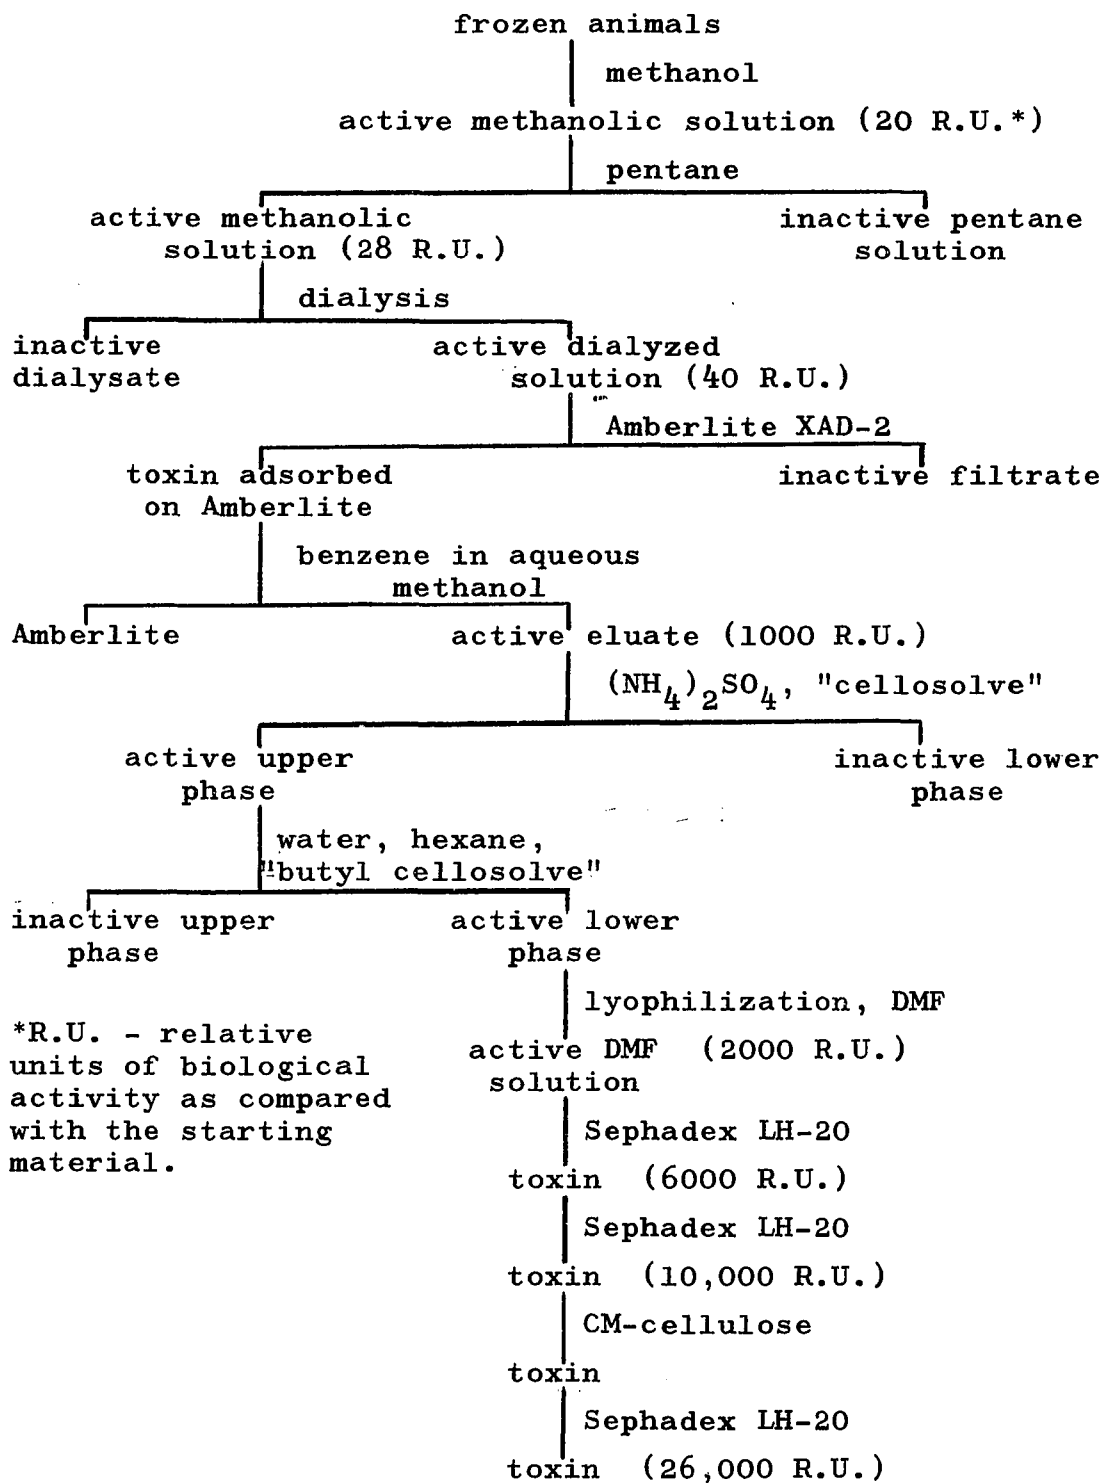 frozen animals
methanol
active methanolic solution (20 R.U.*)
pentane
active methanolic
solution (28 R.U.)
inactive pentane
solution
dialysis
inactive
dialysate
active dialyzed
solution (40 R.U.)
Amberlite XAD-2
toxin adsorbed
on Amberlite
inactive filtrate
benzene in aqueous
methanol
Amberlite
active eluate (1000 R.U.)
(NH4)2SO4, "cellosolve"
active upper
phase
inactive lower
phase
water, hexane,
"butyl cellosolve"
inactive upper
phase
active lower
phase
lyophilization, DMF
active DMF (2000 R.U.)
solution
*R.U. - relative
units of biological
activity as compared
with the starting
material.
Sephadex LH-20
toxin (6000 R.U.)
Sephadex LH-20
toxin (10,000 R.U.)
CM-cellulose
toxin
Sephadex LH-20
toxin (26,000 R.U.)